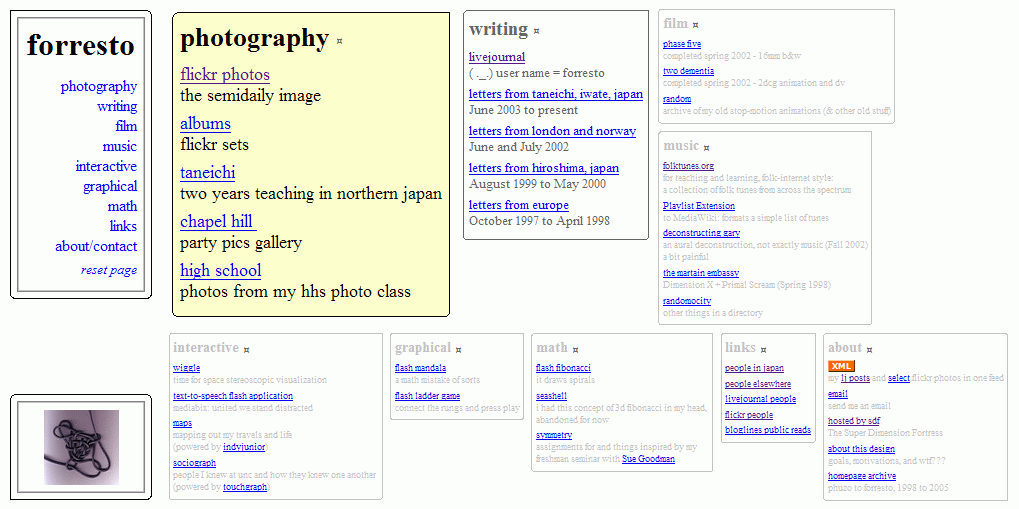 forresto
photography
writing
film
music
interactive
graphical
math
links
about/contact
reset page
photography ¤
flickr photos
the semidaily image
albums
flickr sets
taneichi
two years teaching in northern japan
chapel hill
party pics gallery
high school
photos from my hhs photo class
writing ¤
livejournal
( ._.) user name = forresto
letters from taneichi, iwate, japan
June 2003 to present
letters from london and norway
June and July 2002
letters from hiroshima, japan
August 1999 to May 2000
letters from europe
October 1997 to April 1998
film ¤
phase five
completed spring 2002 - 16mm b&w
two dementia
completed spring 2002 - 2dcg animation and dv
random
archive of my old stop-motion animations (& other old stuff)
music ¤
folktunes.org
for teaching and learning, folk-internet style:
a collection of folk tunes from across the spectrum
Playlist Extension
to MediaWiki: formats a simple list of tunes
deconstructing gary
an aural deconstruction, not exactly music (Fall 2002)
a bit painful
the martain embassy
Dimension X + Primal Scream (Spring 1998)
randomocity
other things in a directory
interactive ¤
wiggle
time for space stereoscopic visualization
text-to-speech flash application
mediabix: united we stand distracted
maps
mapping out my travels and life
(powered by indyjunior)
sociograph
people I knew at unc and how they knew one another
(powered by touchgraph)
graphical ¤
flash mandala
a math mistake of sorts
flash ladder game
connect the rungs and press play
math ¤
flash fibonacci
it draws spirals
seashell
i had this concept of 3d fibonacci in my head,
abandoned for now
symmetry
assignments for and things inspired by my
freshman seminar with Sue Goodman
links ¤
people in japan
people elsewhere
livejournal people
flickr people
bloglines public reads
about ¤
XML
my lj posts and select flickr photos in one feed
email
send me an email
hosted by sdf
The Super Dimension Fortress
about this design
goals, motivations, and wtf???
homepage archive
phuzo to forresto, 1998 to 2005